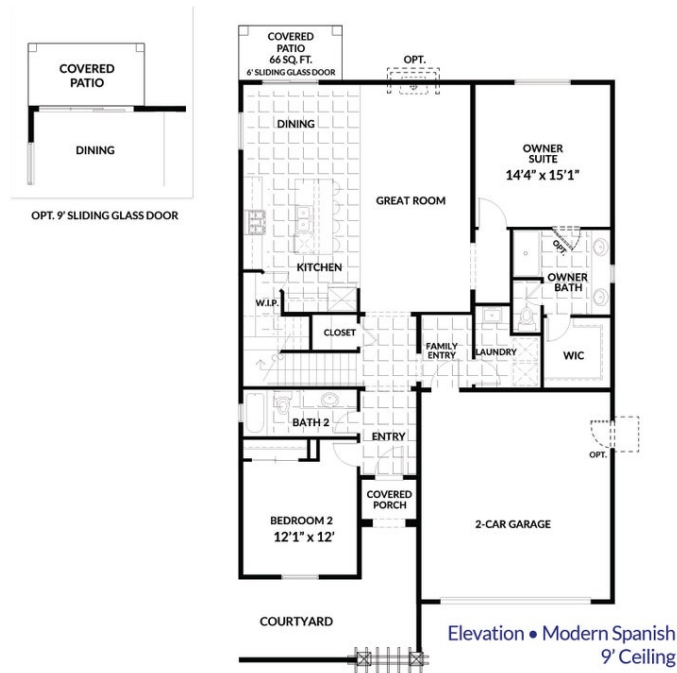 COVERED
PATIO
DINING
OPT. 9' SLIDING GLASS DOOR
COVERED
PATIO
66 SQ. FT.
6' SLIDING GLASS DOOR
OPT.
DINING
OWNER
SUITE
14'4" x 15'1"
GREAT ROOM
OPT.
KITCHEN
OWNER
BATH
W.I.P.
CLOSET
FAMILY
ENTRY
LAUNDRY
WIC
BATH 2
ENTRY
OPT.
COVERED
PORCH
BEDROOM 2
12'1" x 12'
2-CAR GARAGE
COURTYARD
Elevation • Modern Spanish
9' Ceiling